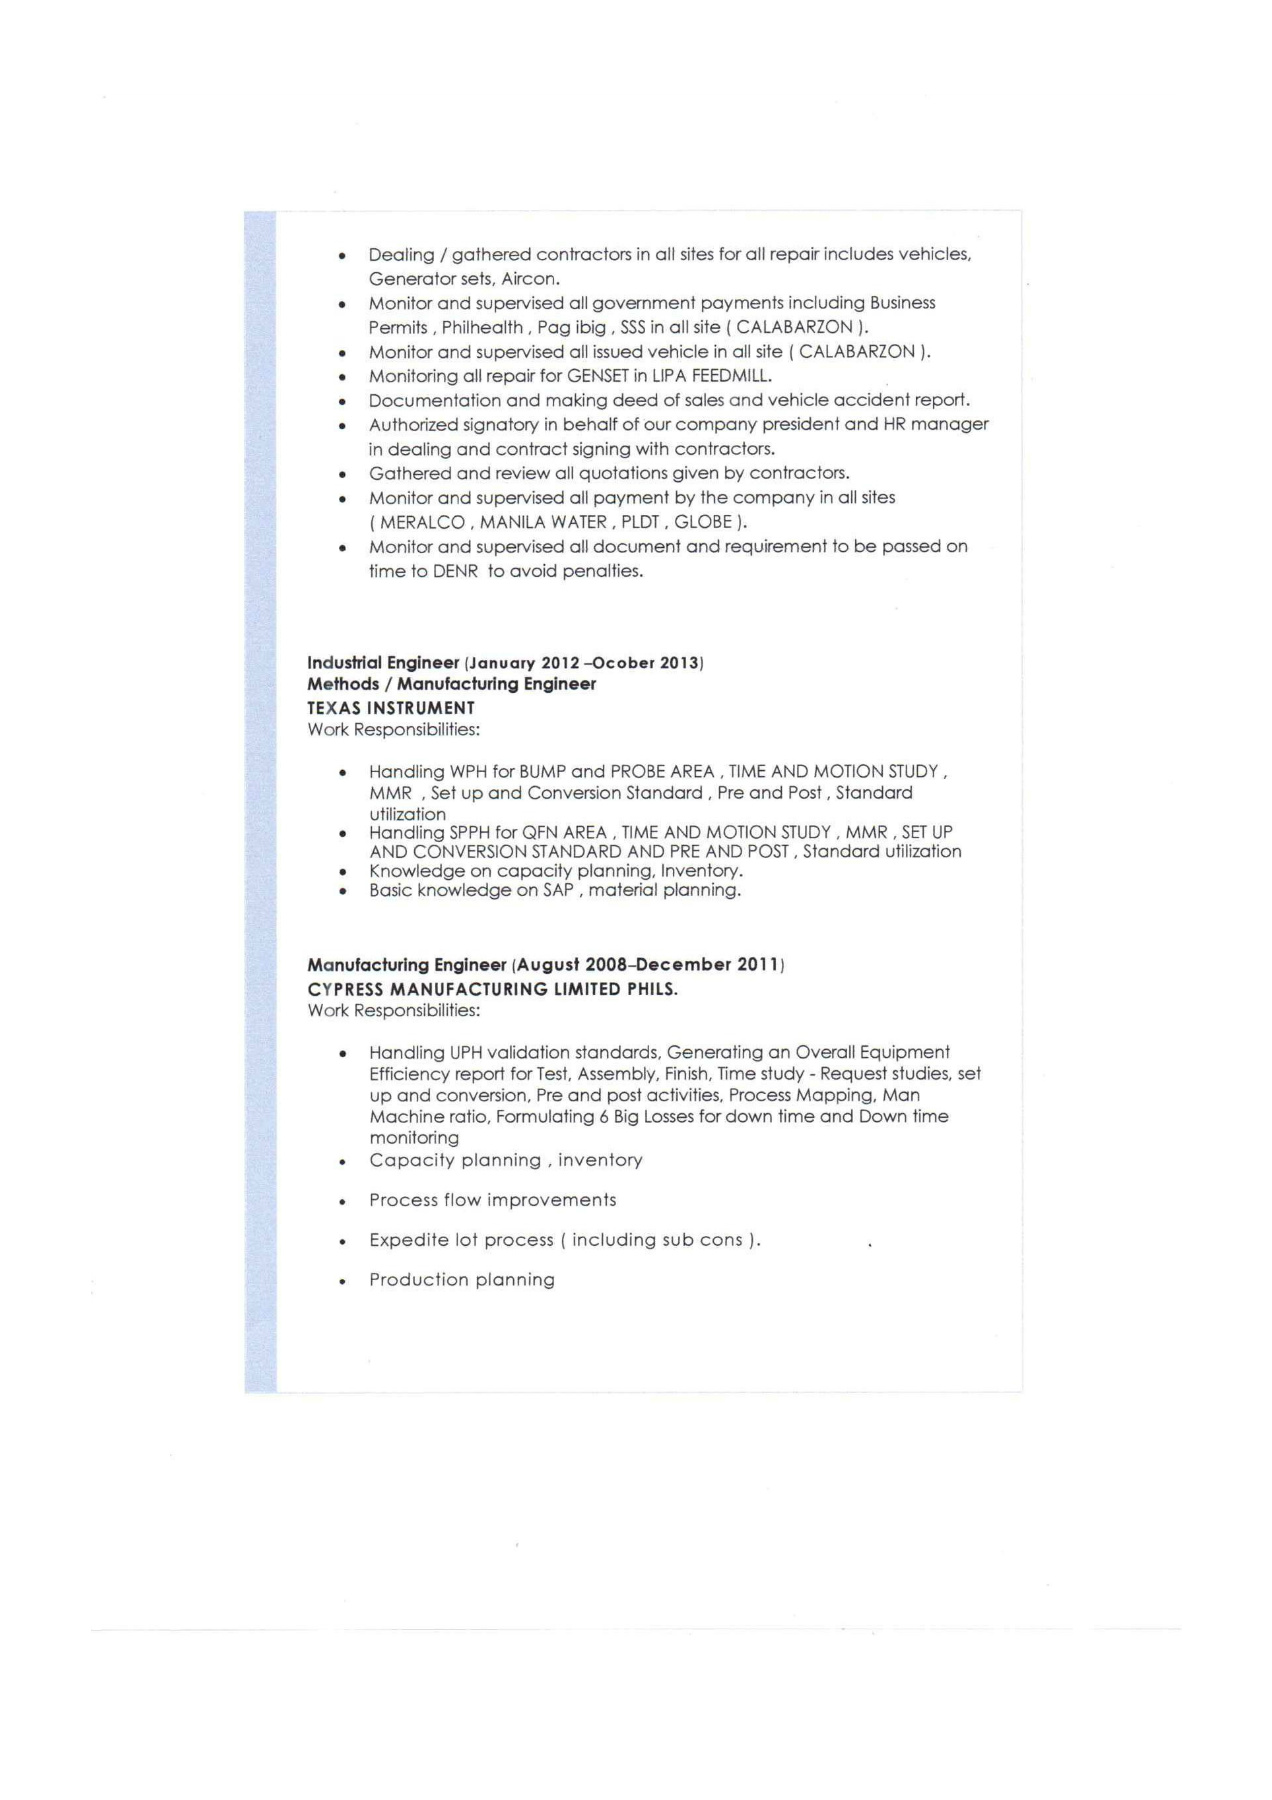 • Dealing / gathered contractors in all sites for all repair includes vehicles,
Generator sets, Aircon.
• Monitor and supervised all government payments including Business
Permits , Philhealth , Pag ibig , SSS in all site ( CALABARZON ).
• Monitor and supervised all issued vehicle in all site ( CALABARZON ).
• Monitoring all repair for GENSET in LIPA FEEDMILL.
• Documentation and making deed of sales and vehicle accident report.
• Authorized signatory in behalf of our company president and HR manager
in dealing and contract signing with contractors.
• Gathered and review all quotations given by contractors.
• Monitor and supervised all payment by the company in all sites
( MERALCO , MANILA WATER , PLDT , GLOBE ).
• Monitor and supervised all document and requirement to be passed on
time to DENR to avoid penalties.
Industrial Engineer (January 2012 –Ocober 2013)
Methods / Manufacturing Engineer
TEXAS INSTRUMENT
Work Responsibilities:
• Handling WPH for BUMP and PROBE AREA , TIME AND MOTION STUDY ,
MMR , Set up and Conversion Standard , Pre and Post , Standard
utilization
• Handling SPPH for QFN AREA , TIME AND MOTION STUDY , MMR , SET UP
AND CONVERSION STANDARD AND PRE AND POST , Standard utilization
• Knowledge on capacity planning, Inventory.
• Basic knowledge on SAP , material planning.
Manufacturing Engineer (August 2008–December 2011)
CYPRESS MANUFACTURING LIMITED PHILS.
Work Responsibilities:
• Handling UPH validation standards, Generating an Overall Equipment
Efficiency report for Test, Assembly, Finish, Time study - Request studies, set
up and conversion, Pre and post activities, Process Mapping, Man
Machine ratio, Formulating 6 Big Losses for down time and Down time
monitoring
• Capacity planning , inventory
• Process flow improvements
• Expedite lot process ( including sub cons ).
• Production planning